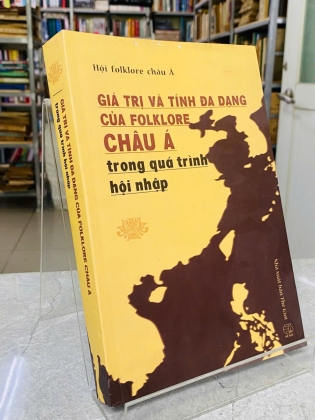 Hội folklore châu Á
GIÁ TRỊ VÀ TÍNH ĐA DẠNG
CỦA FOLKLORE
CHÂU Á
trong quá trình
hội nhập
Nhà xuất bản Thế Giới
GIÁ TRỊ VÀ TÍNH ĐA DẠNG CỦA FOLKLORE CHÂU Á
trong quá trình hội nhập